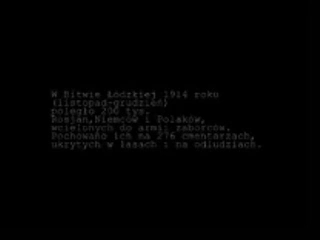 W Bitwie Łódzkiej 1914 roku
(listopad-grudzień)
poległo 200 tys.
Rosjan,Niemców i Polaków,
wcielonych do armii zaborców.
Pochowano ich na 276 cmentarzach,
ukrytych w lasach i na odludziach.